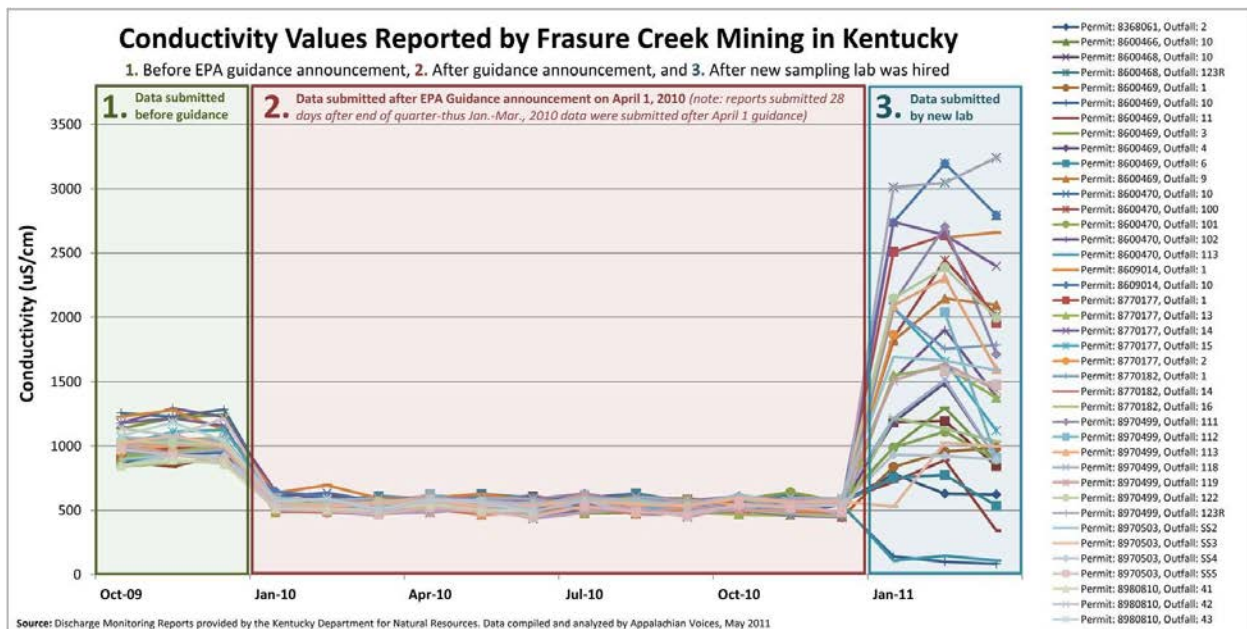 Conductivity Values Reported by Frasure Creek Mining in Kentucky
1. Before EPA guidance announcement, 2. After guidance announcement, and 3. After new sampling lab was hired
1. Data submitted
before guidance
2. Data submitted after EPA Guidance announcement on April 1, 2010 (note: reports submitted 28
days after end of quarter-thus Jan.-Mar., 2010 data were submitted after April 1 guidance)
3. Data submitted
by new lab
Conductivity (uS/cm)
3500
3000
2500
2000
1500
1000
500
0
Oct-09
Jan-10
Apr-10
Jul-10
Oct-10
Jan-11
Permit: 8368061, Outfall: 2
Permit: 8600466, Outfall: 10
Permit: 8600468, Outfall: 10
Permit: 8600468, Outfall: 123R
Permit: 8600469, Outfall: 1
Permit: 8600469, Outfall: 10
Permit: 8600469, Outfall: 11
Permit: 8600469, Outfall: 3
Permit: 8600469, Outfall: 4
Permit: 8600469, Outfall: 6
Permit: 8600469, Outfall: 9
Permit: 8600470, Outfall: 10
Permit: 8600470, Outfall: 100
Permit: 8600470, Outfall: 101
Permit: 8600470, Outfall: 102
Permit: 8600470, Outfall: 113
Permit: 8609014, Outfall: 1
Permit: 8609014, Outfall: 10
Permit: 8770177, Outfall: 1
Permit: 8770177, Outfall: 13
Permit: 8770177, Outfall: 14
Permit: 8770177, Outfall: 15
Permit: 8770177, Outfall: 2
Permit: 8770182, Outfall: 1
Permit: 8770182, Outfall: 14
Permit: 8770182, Outfall: 16
Permit: 8970499, Outfall: 111
Permit: 8970499, Outfall: 112
Permit: 8970499, Outfall: 113
Permit: 8970499, Outfall: 118
Permit: 8970499, Outfall: 119
Permit: 8970499, Outfall: 122
Permit: 8970499, Outfall: 123R
Permit: 8970503, Outfall: SS2
Permit: 8970503, Outfall: SS3
Permit: 8970503, Outfall: SS4
Permit: 8970503, Outfall: SS5
Permit: 8980810, Outfall: 41
Permit: 8980810, Outfall: 42
Permit: 8980810, Outfall: 43
Source: Discharge Monitoring Reports provided by the Kentucky Department for Natural Resources. Data compiled and analyzed by Appalachian Voices, May 2011